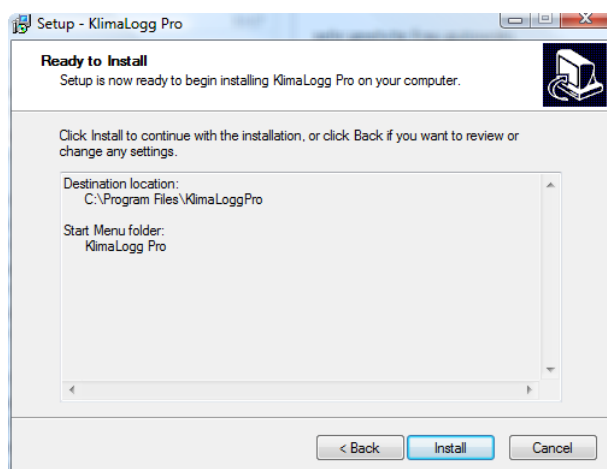 Setup - KlimaLogg Pro
Ready to Install
Setup is now ready to begin installing KlimaLogg Pro on your computer.
Click Install to continue with the installation, or click Back if you want to review or
change any settings.
Destination location:
C:\Program Files\KlimaLoggPro
Start Menu folder:
KlimaLogg Pro
< Back
Install
Cancel